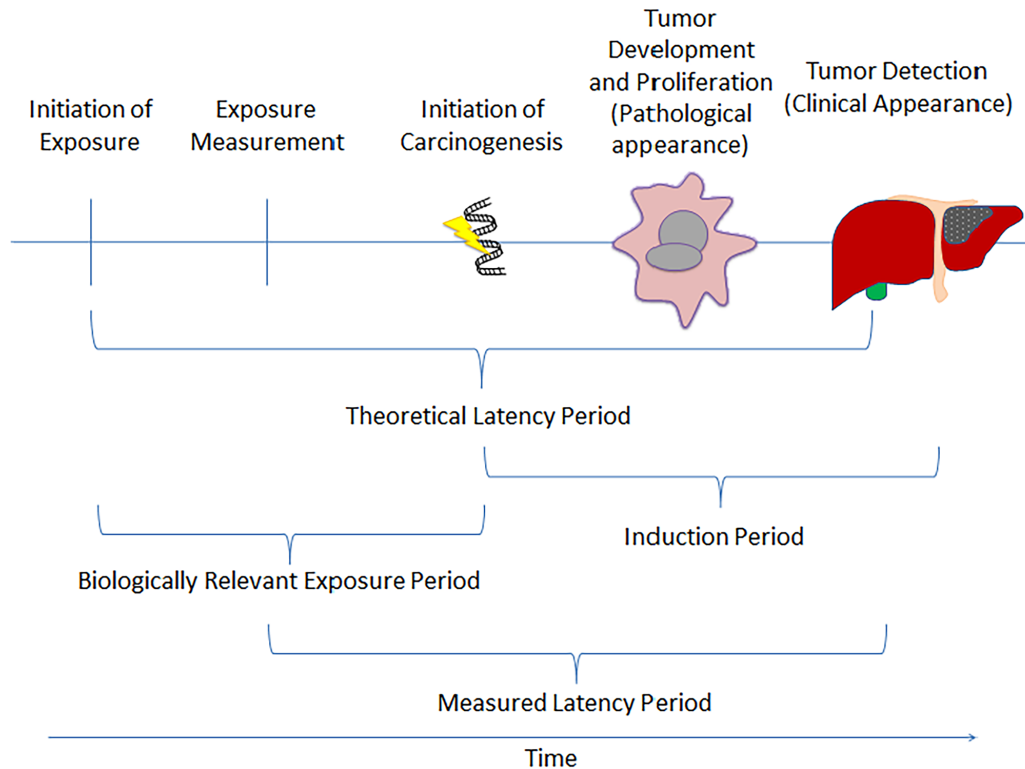 Initiation of
Exposure
Exposure
Measurement
Initiation of
Carcinogenesis
Tumor
Development
and Proliferation
(Pathological
appearance)
Tumor Detection
(Clinical Appearance)
Theoretical Latency Period
Induction Period
Biologically Relevant Exposure Period
Measured Latency Period
Time